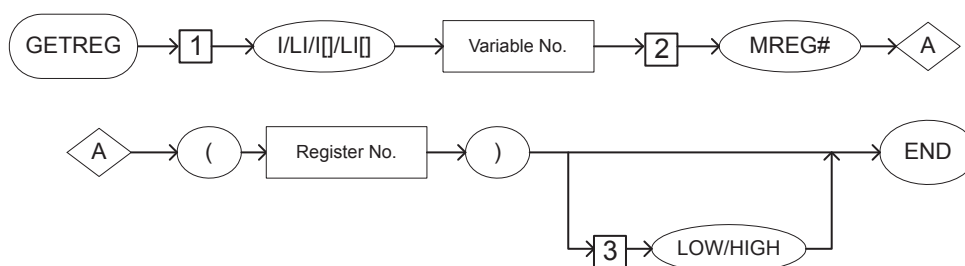 GETREG 1 I/LI/I[]/LI[] Variable No. 2 MREG# A
A ( Register No. ) END
3 LOW/HIGH